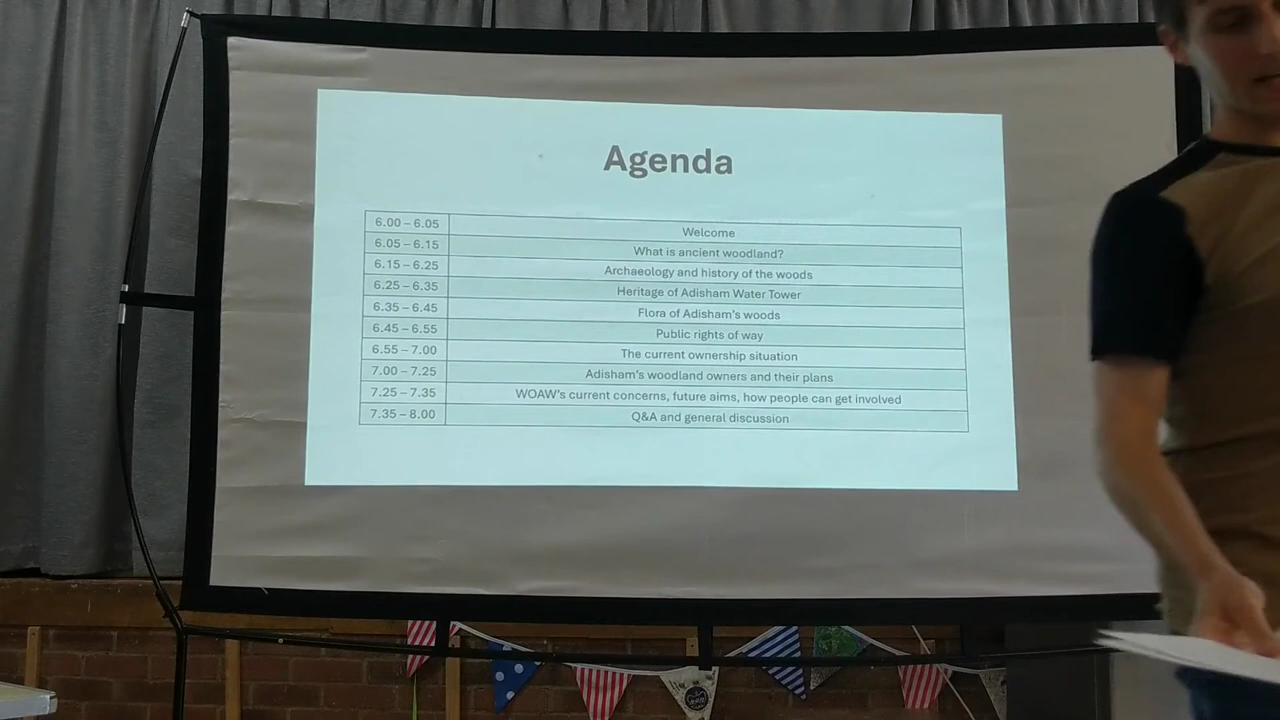 Agenda
6.00 – 6.05 Welcome
6.05 – 6.15 What is ancient woodland?
6.15 – 6.25 Archaeology and history of the woods
6.25 – 6.35 Heritage of Adisham Water Tower
6.35 – 6.45 Flora of Adisham's woods
6.45 – 6.55 Public rights of way
6.55 – 7.00 The current ownership situation
7.00 – 7.25 Adisham's woodland owners and their plans
7.25 – 7.35 WOAW's current concerns, future aims, how people can get involved
7.35 – 8.00 Q&A and general discussion